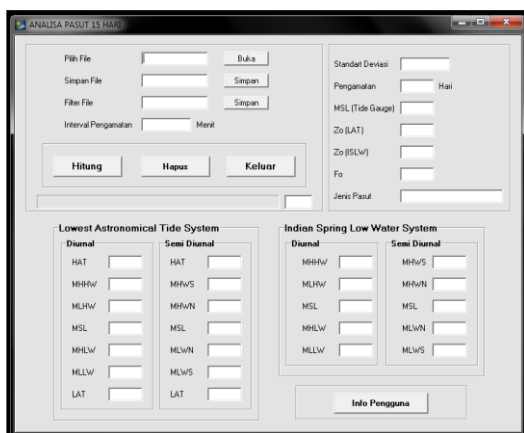 ANALISA PASUT 15 HARI
Pilih File
Buka
Simpan File
Simpan
Filter File
Simpan
Interval Pengamatan
Menit
Hitung
Hapus
Keluar
Standart Deviasi
Pengamatan
Hari
MSL (Tide Gauge)
Zo (LAT)
Zo (ISLW)
Fo
Jenis Pasut
Lowest Astronomical Tide System
Diurnal
HAT
MHHW
MLHW
MSL
MHLW
MLLW
LAT
Semi Diurnal
HAT
MHWS
MHWN
MSL
MLWN
MLWS
LAT
Indian Spring Low Water System
Diurnal
MHHW
MLHW
MSL
MHLW
MLLW
Semi Diurnal
MHWS
MHWN
MSL
MLWN
MLWS
Info Pengguna